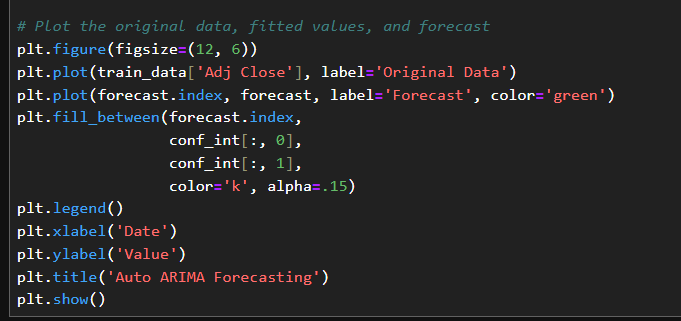 # Plot the original data, fitted values, and forecast
plt.figure(figsize=(12, 6))
plt.plot(train_data['Adj Close'], label='Original Data')
plt.plot(forecast.index, forecast, label='Forecast', color='green')
plt.fill_between(forecast.index,
                 conf_int[:, 0],
                 conf_int[:, 1],
                 color='k', alpha=.15)
plt.legend()
plt.xlabel('Date')
plt.ylabel('Value')
plt.title('Auto ARIMA Forecasting')
plt.show()